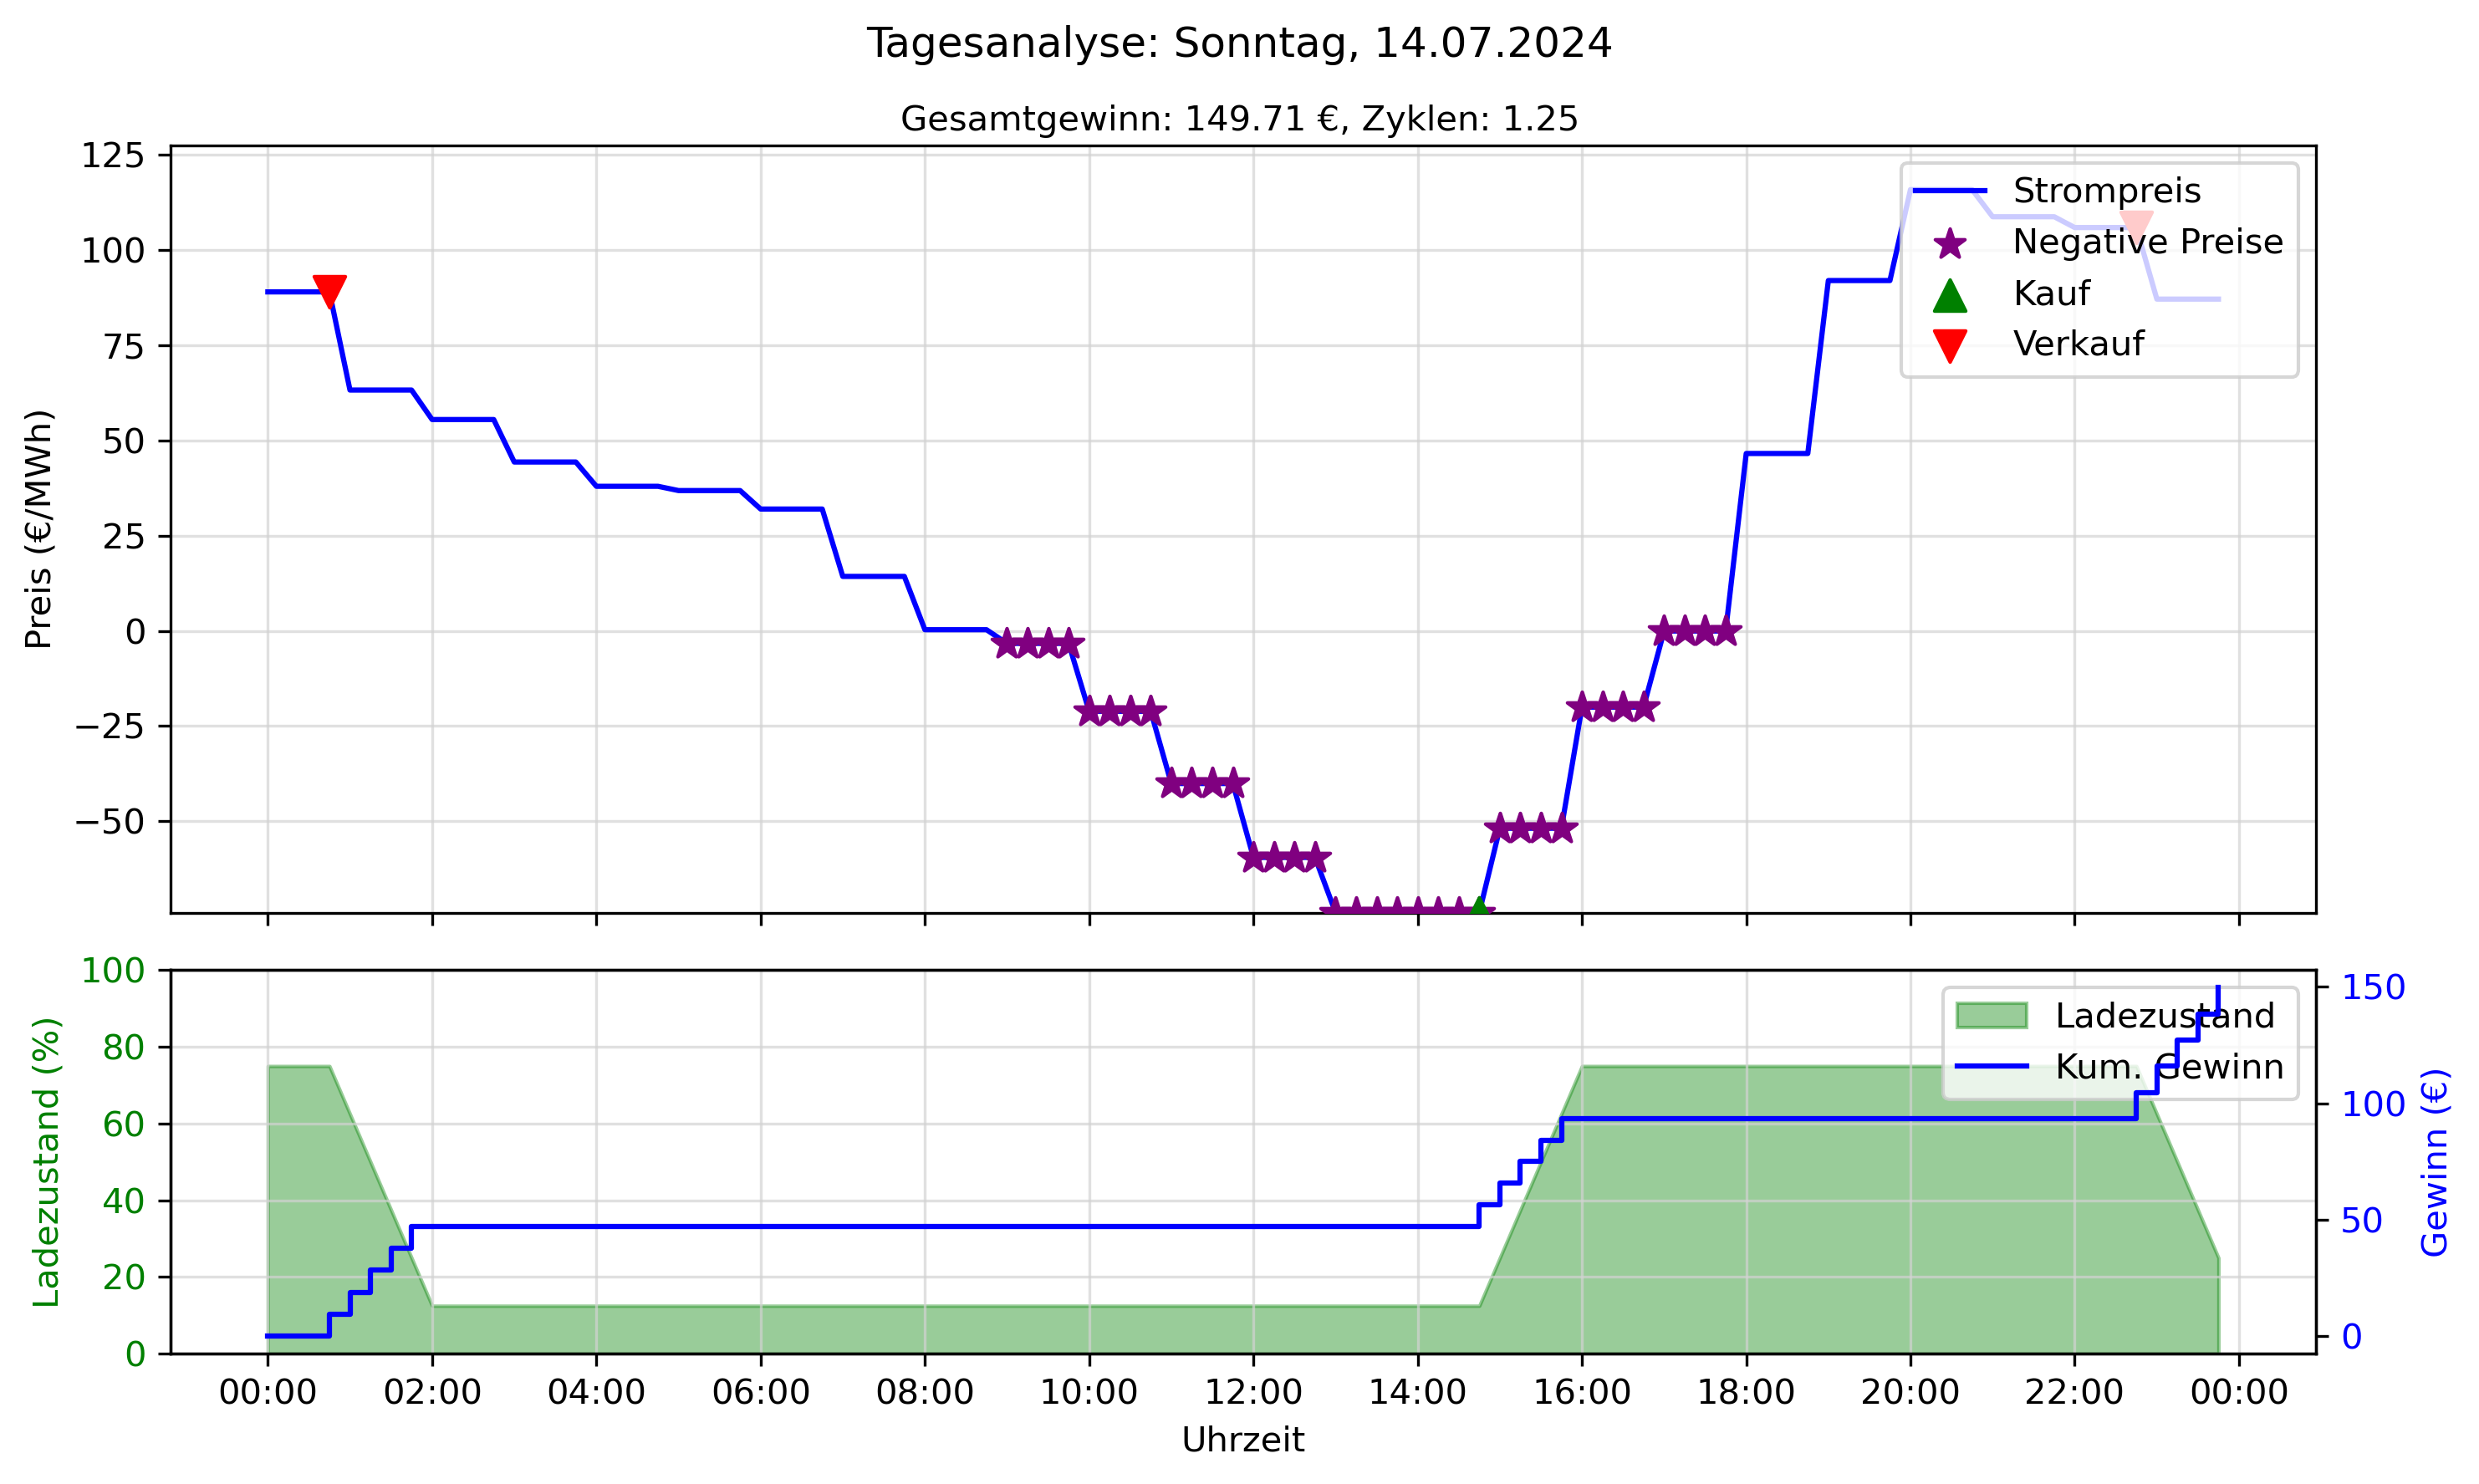 Tagesanalyse: Sonntag, 14.07.2024
Gesamtgewinn: 149.71 €, Zyklen: 1.25
Preis (€/MWh)
125
100
75
50
25
0
−25
−50
Strompreis
Negative Preise
Kauf
Verkauf
Ladezustand (%)
100
80
60
40
20
0
Ladezustand
Kum. Gewinn
150
100
50
0
Gewinn (€)
00:00 02:00 04:00 06:00 08:00 10:00 12:00 14:00 16:00 18:00 20:00 22:00 00:00
Uhrzeit